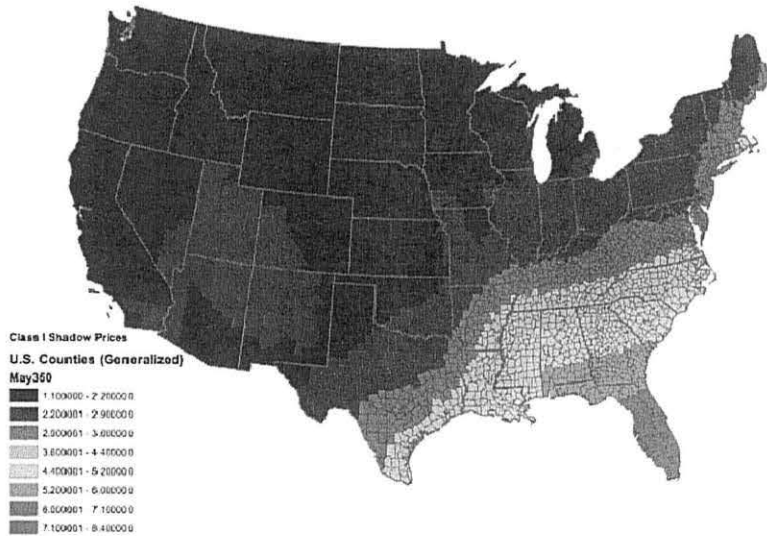 Class I Shadow Prices
U.S. Counties (Generalized)
May350
1.100000 - 2.200000
2.200001 - 2.900000
2.900001 - 3.600000
3.600001 - 4.400000
4.400001 - 5.200000
5.200001 - 6.000000
6.000001 - 7.100000
7.100001 - 8.400000